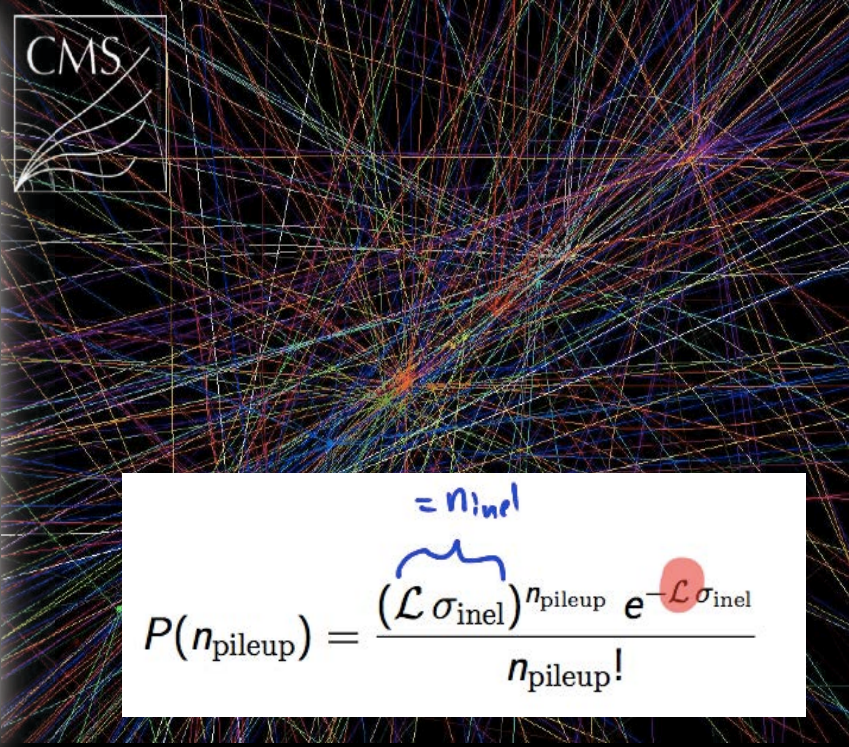 CMS
= n_inel
P(n_pileup) = (ℒ σ_inel)^n_pileup e^−ℒ σ_inel
n_pileup!